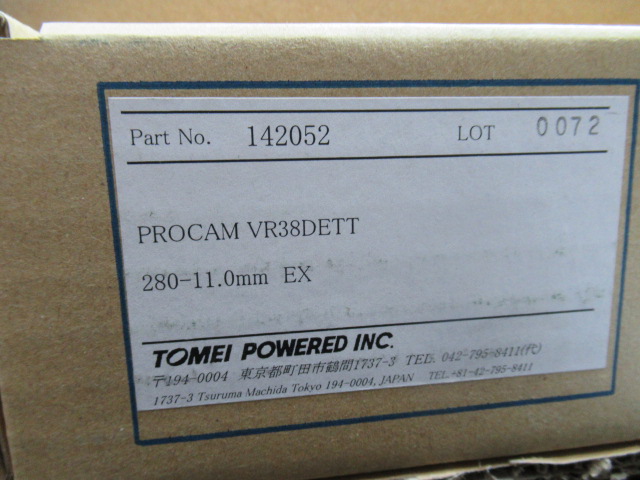 Part No. 142052 LOT 0072
PROCAM VR38DETT
280-11.0mm EX
TOMEI POWERED INC.
〒194-0004 東京都町田市鶴間1737-3 TEL. 042-795-8411(代)
1737-3 Tsuruma Machida Tokyo 194-0004, JAPAN TEL.+81-42-795-8411